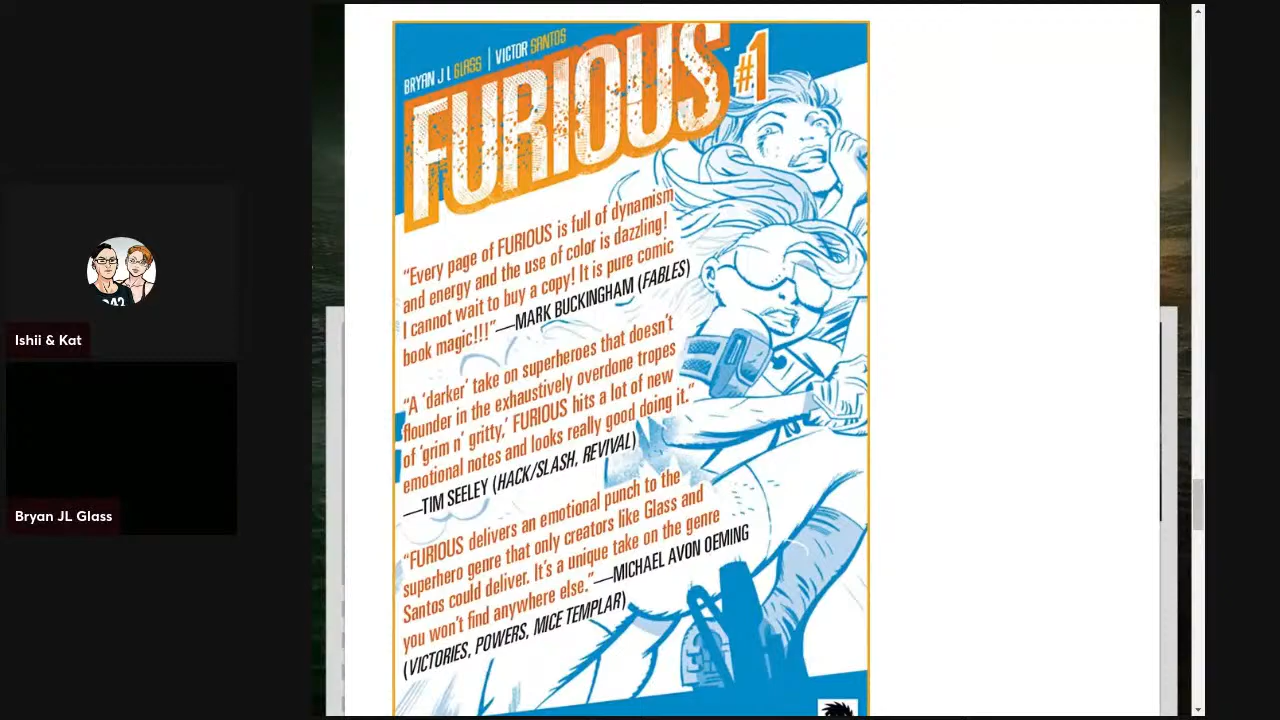 BRYAN J L GLASS | VICTOR SANTOS
FURIOUS #1
“Every page of FURIOUS is full of dynamism
and energy and the use of color is dazzling!
I cannot wait to buy a copy! It is pure comic
book magic!!!”—MARK BUCKINGHAM (FABLES)
“A ‘darker’ take on superheroes that doesn’t
flounder in the exhaustively overdone tropes
of ‘grim n’ gritty,’ FURIOUS hits a lot of new
emotional notes and looks really good doing it.”
—TIM SEELEY (HACK/SLASH, REVIVAL)
“FURIOUS delivers an emotional punch to the
superhero genre that only creators like Glass and
Santos could deliver. It’s a unique take on the genre
you won’t find anywhere else.”—MICHAEL AVON OEMING
(VICTORIES, POWERS, MICE TEMPLAR)
Ishii & Kat
Bryan JL Glass